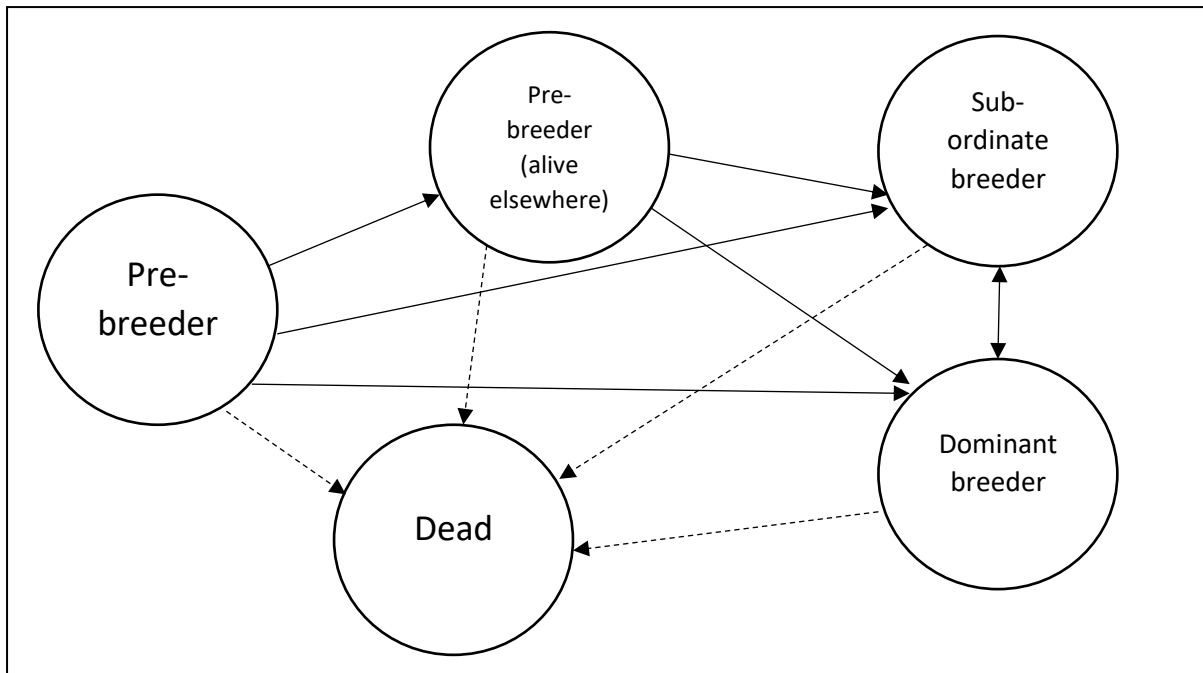 Pre-
breeder
(alive
elsewhere)
Sub-
ordinate
breeder
Pre-
breeder
Dominant
breeder
Dead